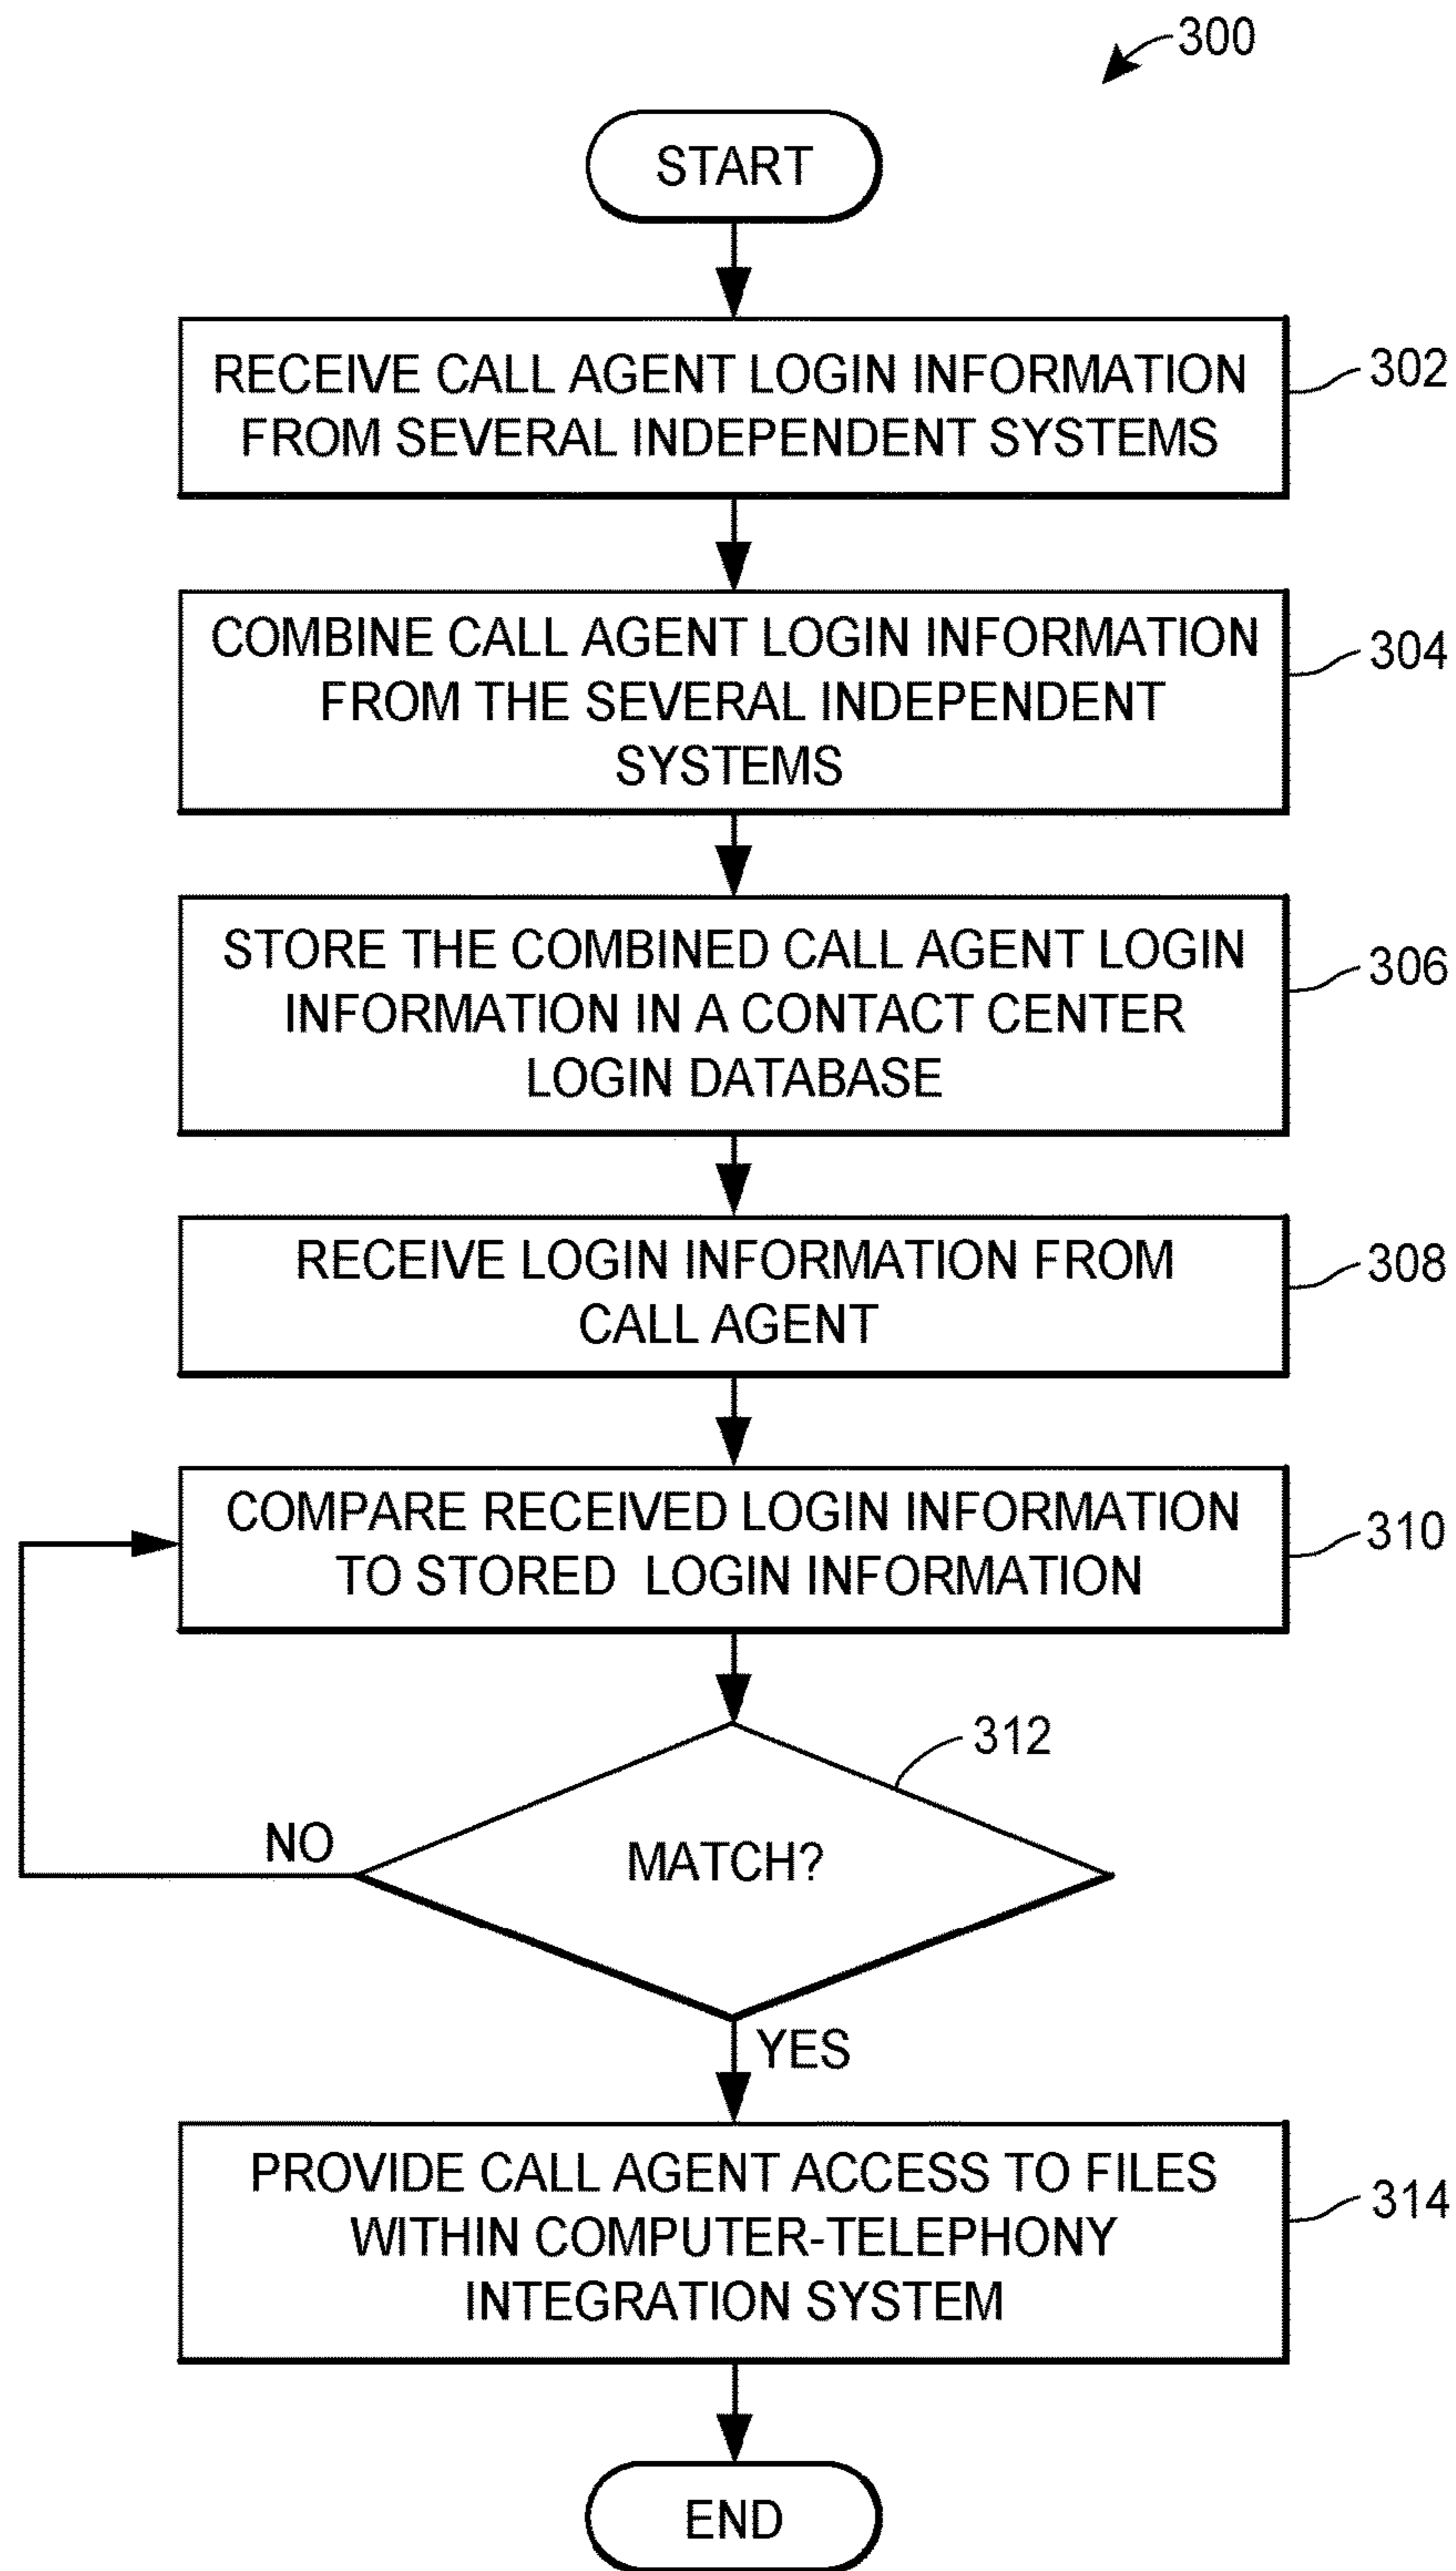 300
START
RECEIVE CALL AGENT LOGIN INFORMATION
FROM SEVERAL INDEPENDENT SYSTEMS
302
COMBINE CALL AGENT LOGIN INFORMATION
FROM THE SEVERAL INDEPENDENT
SYSTEMS
304
STORE THE COMBINED CALL AGENT LOGIN
INFORMATION IN A CONTACT CENTER
LOGIN DATABASE
306
RECEIVE LOGIN INFORMATION FROM
CALL AGENT
308
COMPARE RECEIVED LOGIN INFORMATION
TO STORED LOGIN INFORMATION
310
312
NO
MATCH?
YES
PROVIDE CALL AGENT ACCESS TO FILES
WITHIN COMPUTER-TELEPHONY
INTEGRATION SYSTEM
314
END